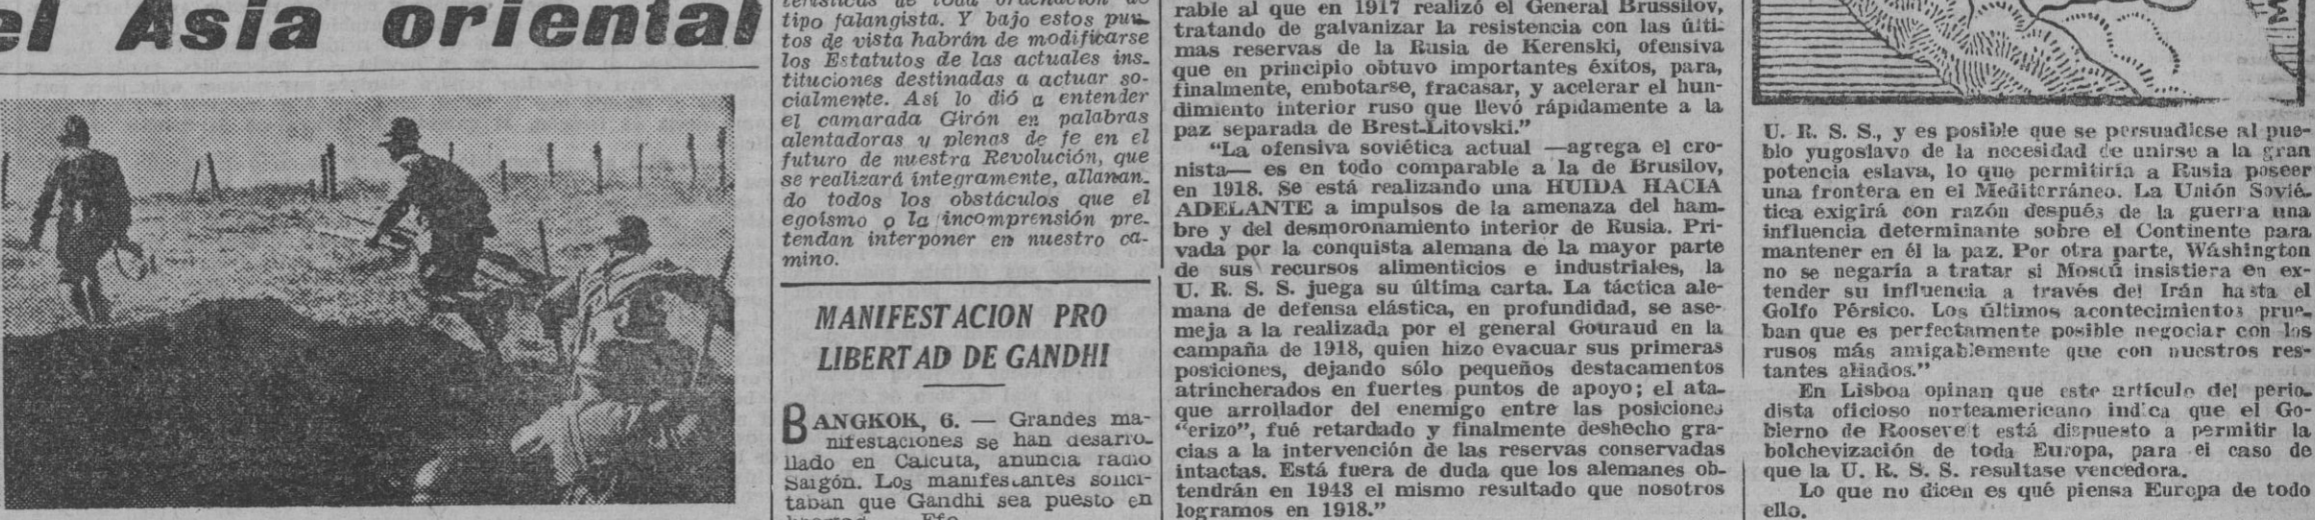 el Asia oriental
tipo falangista. Y bajo estos pun-
tos de vista habrán de modificarse
los Estatutos de las actuales ins-
tituciones destinadas a actuar so-
cialmente. Así lo dió a entender
el camarada Girón en palabras
alentadoras y plenas de fe en el
futuro de nuestra Revolución, que
se realizará íntegramente, allanan-
do todos los obstáculos que el
egoísmo o la incomprensión pre-
tendan interponer en nuestro ca-
mino.
MANIFESTACION PRO
LIBERTAD DE GANDHI
BANGKOK, 6. — Grandes ma-
nifestaciones se han desarro-
llado en Calcuta, anuncia radio
Saigón. Los manifestantes solici-
taban que Gandhi sea puesto en
rable al que en 1917 realizó el General Brussilov,
tratando de galvanizar la resistencia con las últi-
mas reservas de la Rusia de Kerenski, ofensiva
que en principio obtuvo importantes éxitos, para,
finalmente, embotarse, fracasar, y acelerar el hun-
dimiento interior ruso que llevó rápidamente a la
paz separada de Brest-Litovski.”
“La ofensiva soviética actual —agrega el cro-
nista— es en todo comparable a la de Brusilov,
en 1918. Se está realizando una HUIDA HACIA
ADELANTE a impulsos de la amenaza del ham-
bre y del desmoronamiento interior de Rusia. Pri-
vada por la conquista alemana de la mayor parte
de sus recursos alimenticios e industriales, la
U. R. S. S. juega su última carta. La táctica ale-
mana de defensa elástica, en profundidad, se ase-
meja a la realizada por el general Gouraud en la
campaña de 1918, quien hizo evacuar sus primeras
posiciones, dejando sólo pequeños destacamentos
atrincherados en fuertes puntos de apoyo; el ata-
que arrollador del enemigo entre las posiciones
“erizo”, fué retardado y finalmente deshecho gra-
cias a la intervención de las reservas conservadas
intactas. Está fuera de duda que los alemanes ob-
tendrán en 1943 el mismo resultado que nosotros
logramos en 1918.”
U. R. S. S., y es posible que se persuadiese al pue-
blo yugoslavo de la necesidad de unirse a la gran
potencia eslava, lo que permitiría a Rusia poseer
una frontera en el Mediterráneo. La Unión Sovié-
tica exigirá con razón después de la guerra una
influencia determinante sobre el Continente para
mantener en él la paz. Por otra parte, Wáshington
no se negaría a tratar si Moscú insistiera en ex-
tender su influencia a través del Irán hasta el
Golfo Pérsico. Los últimos acontecimientos prue-
ban que es perfectamente posible negociar con los
rusos más amigablemente que con nuestros res-
tantes aliados.”
En Lisboa opinan que este artículo del perio-
dista oficioso norteamericano indica que el Go-
bierno de Roosevelt está dispuesto a permitir la
bolchevización de toda Europa, para el caso de
que la U. R. S. S. resultase vencedora.
Lo que no dicen es qué piensa Europa de todo
ello.